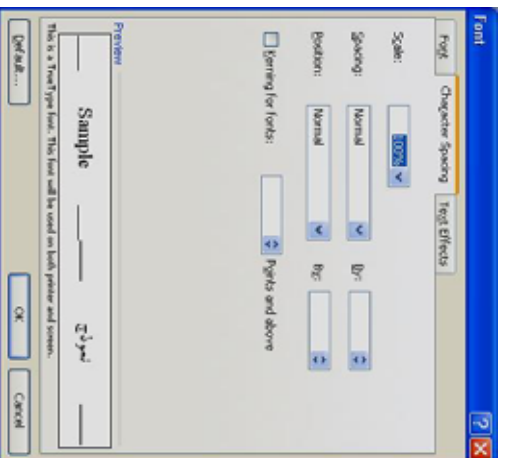 Font
Font Character Spacing Text Effects
Scale: 100%
Spacing: Normal By:
Position: Normal By:
Kerning for fonts: Points and above
Preview
Sample نموذج
This is a TrueType font. This font will be used on both printer and screen.
Default... OK Cancel